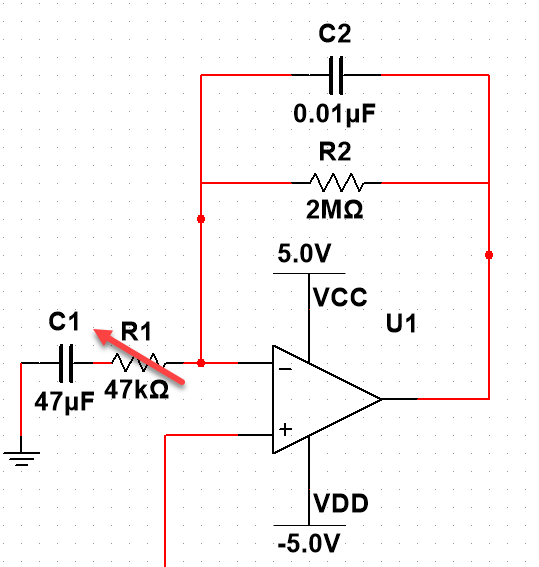 C2
0.01µF
R2
2MΩ
5.0V
VCC
U1
C1
R1
47µF
47kΩ
−
+
VDD
-5.0V